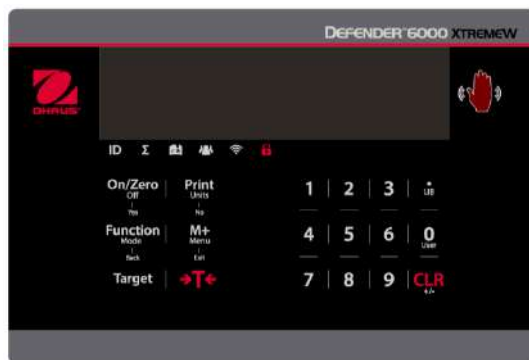 DEFENDER™6000 XTREMEW
OHAUS
ID Σ
On/Zero
Off
Yes
Print
Units
No
1 2 3 .
Function
Mode
Back
M+
Menu
Exit
4 5 6 0
User
Target →T← 7 8 9 CLR
+/-